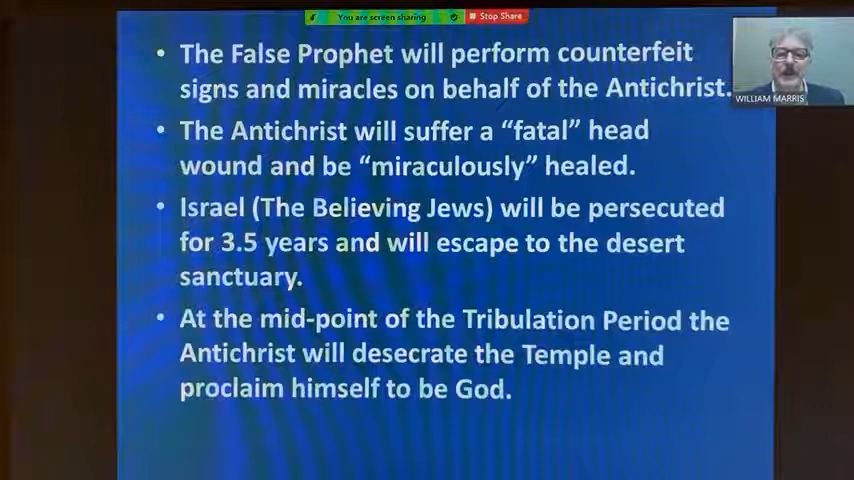 You are screen sharing
Stop Share
• The False Prophet will perform counterfeit
signs and miracles on behalf of the Antichrist.
• The Antichrist will suffer a “fatal” head
wound and be “miraculously” healed.
• Israel (The Believing Jews) will be persecuted
for 3.5 years and will escape to the desert
sanctuary.
• At the mid-point of the Tribulation Period the
Antichrist will desecrate the Temple and
proclaim himself to be God.
WILLIAM MARRIS